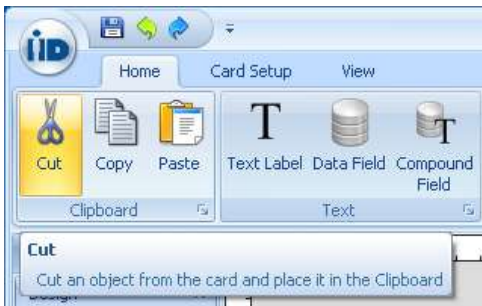 iiD
Home Card Setup View
Cut Copy Paste Text Label Data Field Compound Field
Clipboard Text
Cut
Cut an object from the card and place it in the Clipboard